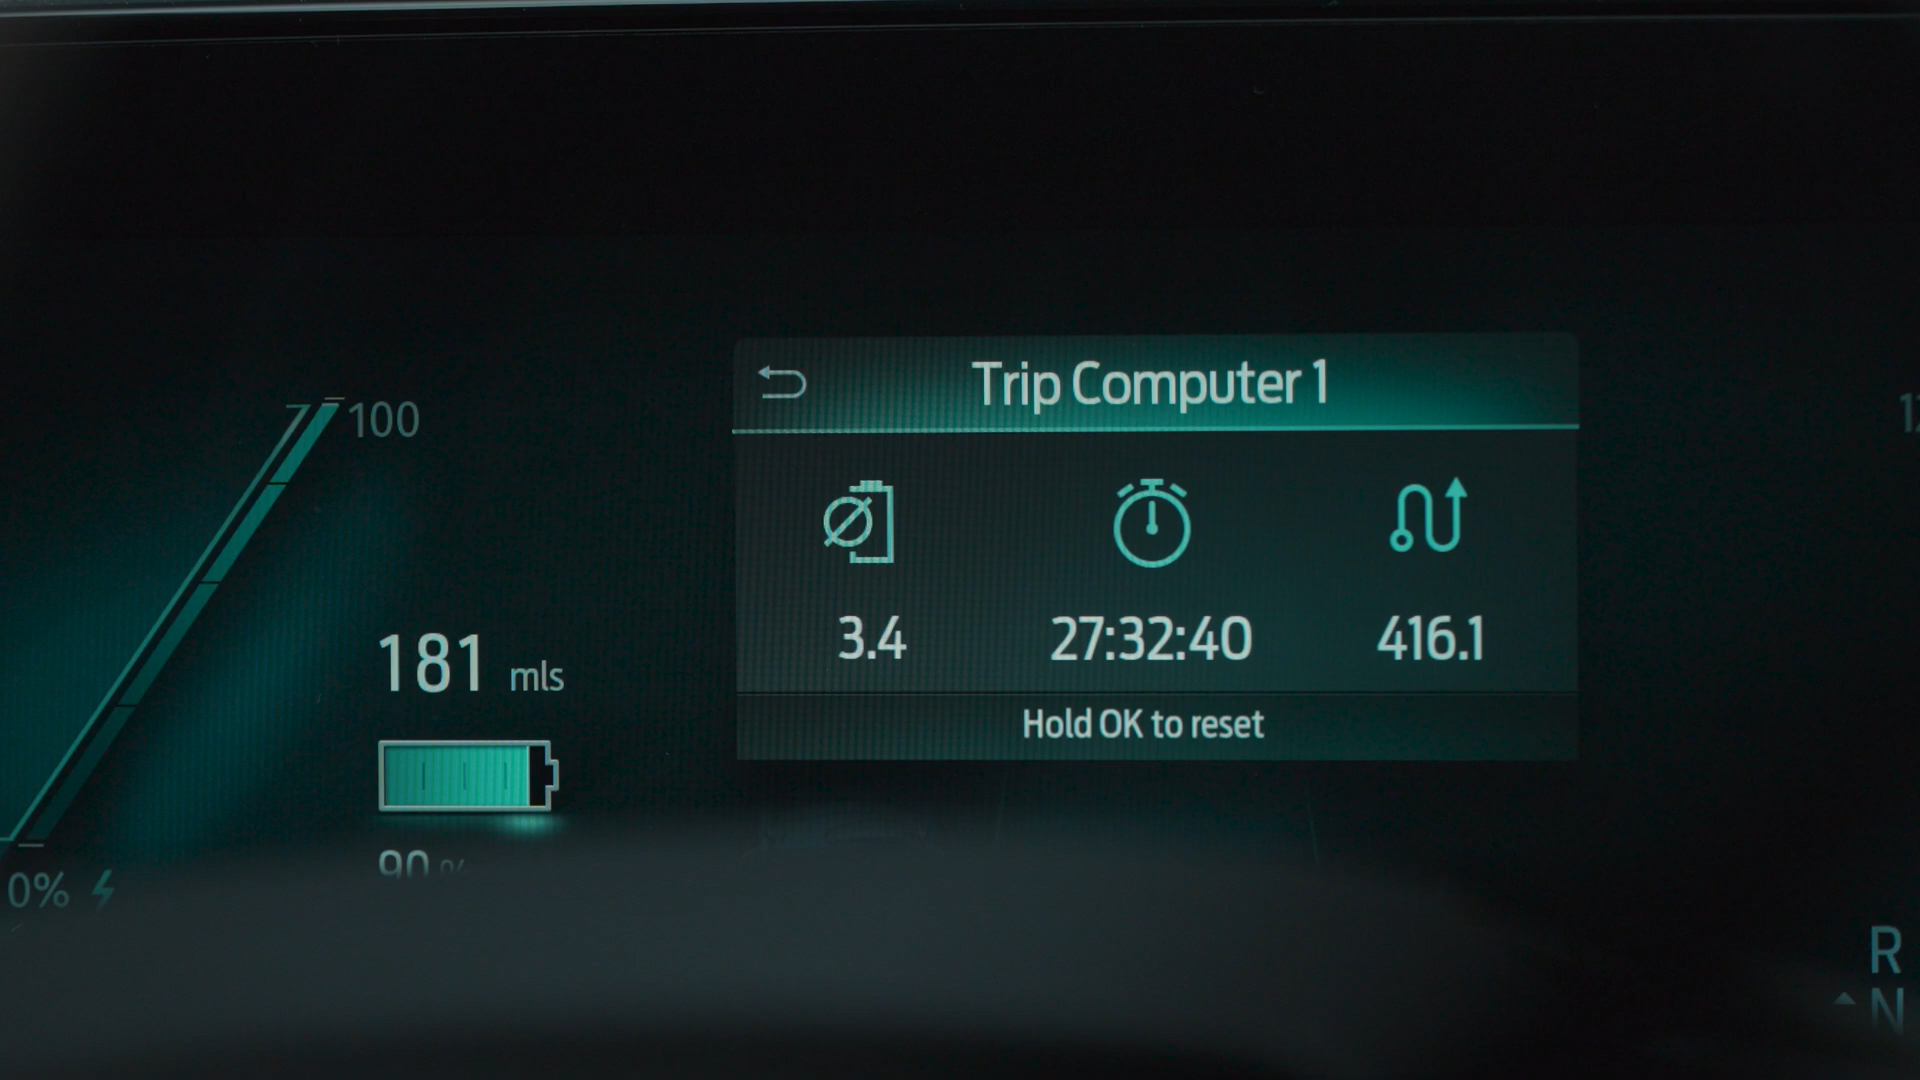 Trip Computer 1
100
3.4 27:32:40 416.1
181 mls
Hold OK to reset
90 %
0%
R
N